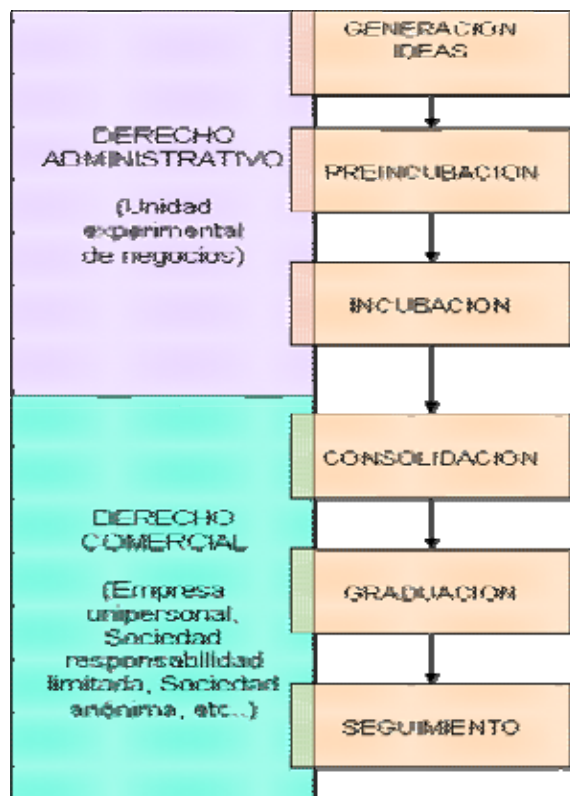 GENERACION
IDEAS
DERECHO
ADMINISTRATIVO
(Unidad
experimental
de negocios)
PREINCUBACION
INCUBACION
CONSOLIDACION
DERECHO
COMERCIAL
(Empresa
unipersonal,
Sociedad
responsabilidad
limitada, Sociedad
anónima, etc..)
GRADUACION
SEGUIMIENTO